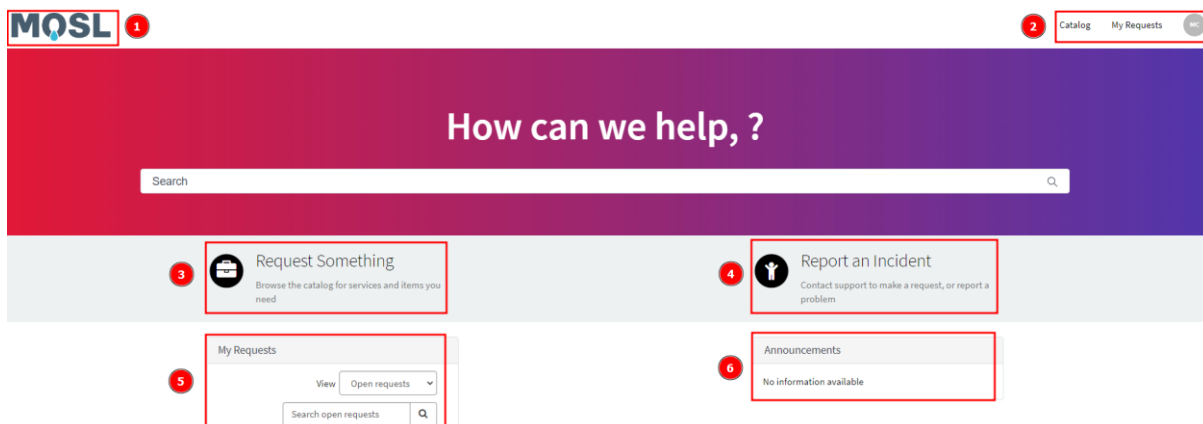 MOSL 1
2 Catalog My Requests MC
How can we help, ?
Search
3 Request Something
Browse the catalog for services and items you
need
4 Report an Incident
Contact support to make a request, or report a
problem
My Requests
5 View Open requests
Search open requests
Announcements
6 No information available